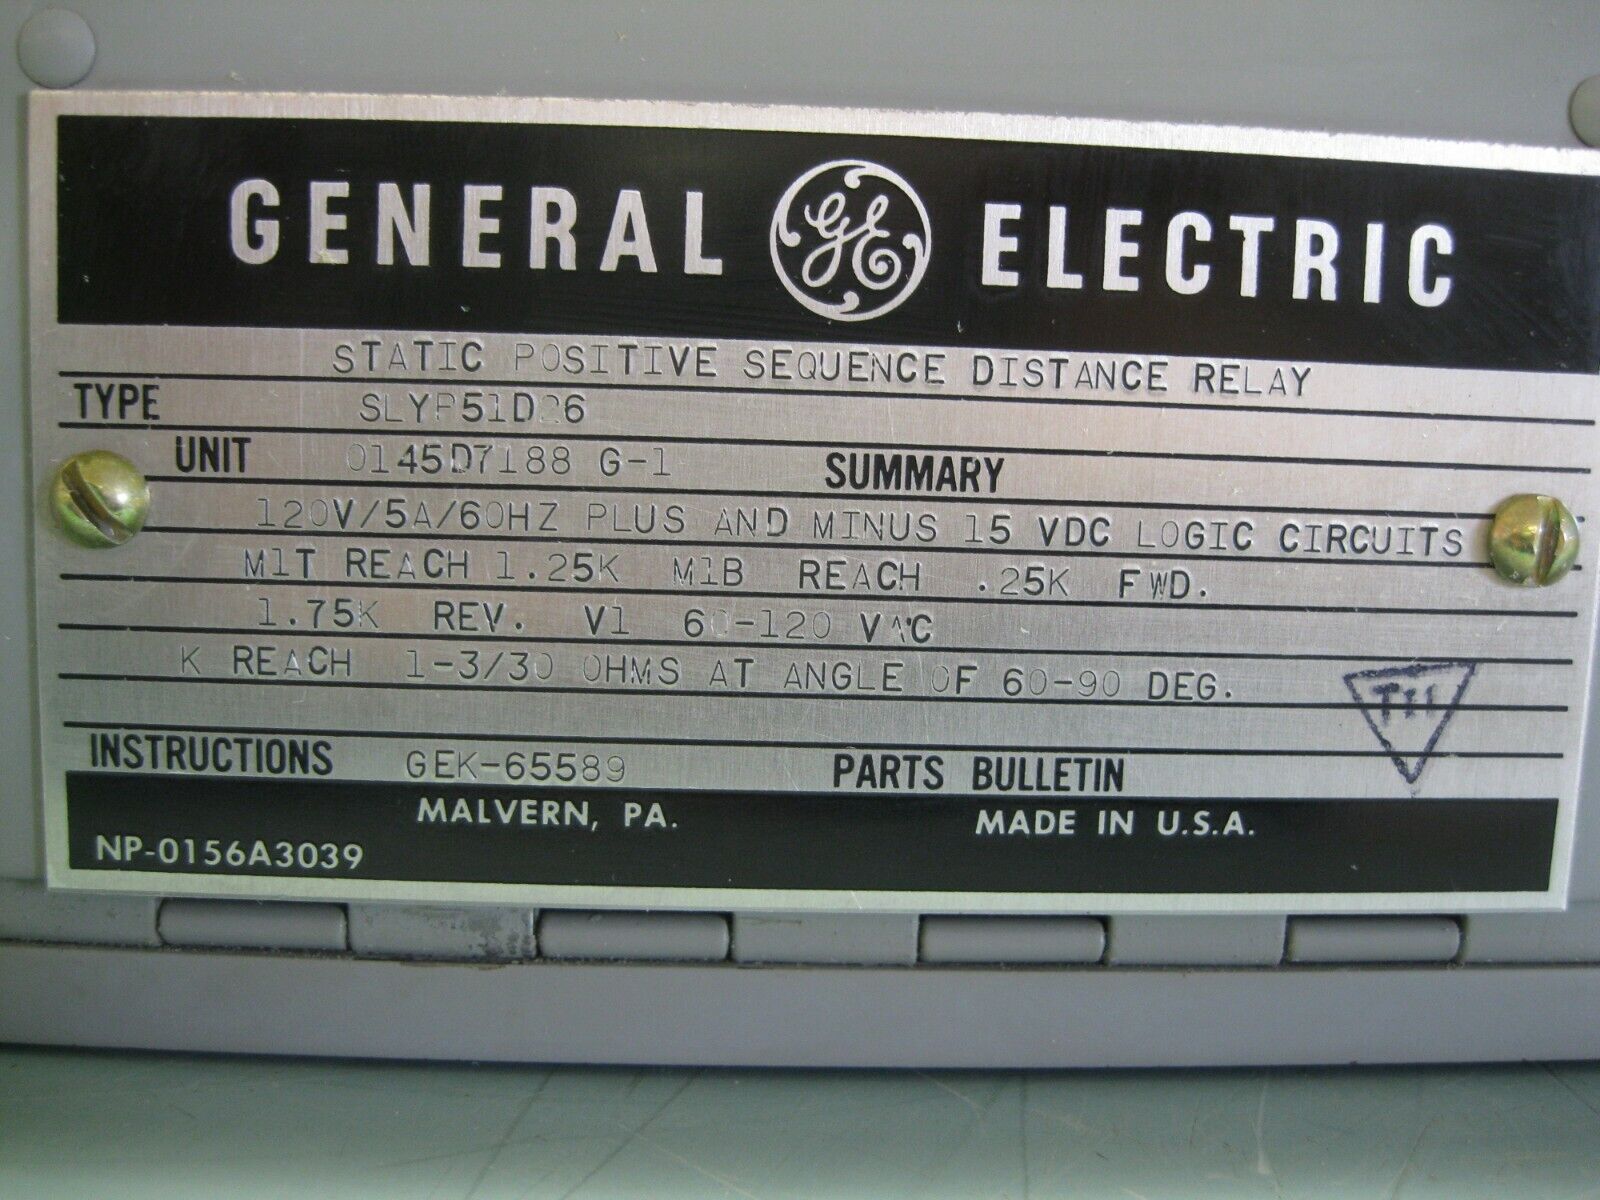 GENERAL GE ELECTRIC
STATIC POSITIVE SEQUENCE DISTANCE RELAY
TYPE SLYP51D26
UNIT 0145D7188 G-1 SUMMARY
120V/5A/60HZ PLUS AND MINUS 15 VDC LOGIC CIRCUITS
M1T REACH 1.25K M1B REACH .25K FWD.
1.75K REV. V1 60-120 VAC
K REACH 1-3/30 OHMS AT ANGLE OF 60-90 DEG.
INSTRUCTIONS GEK-65589 PARTS BULLETIN
MALVERN, PA. MADE IN U.S.A.
NP-0156A3039